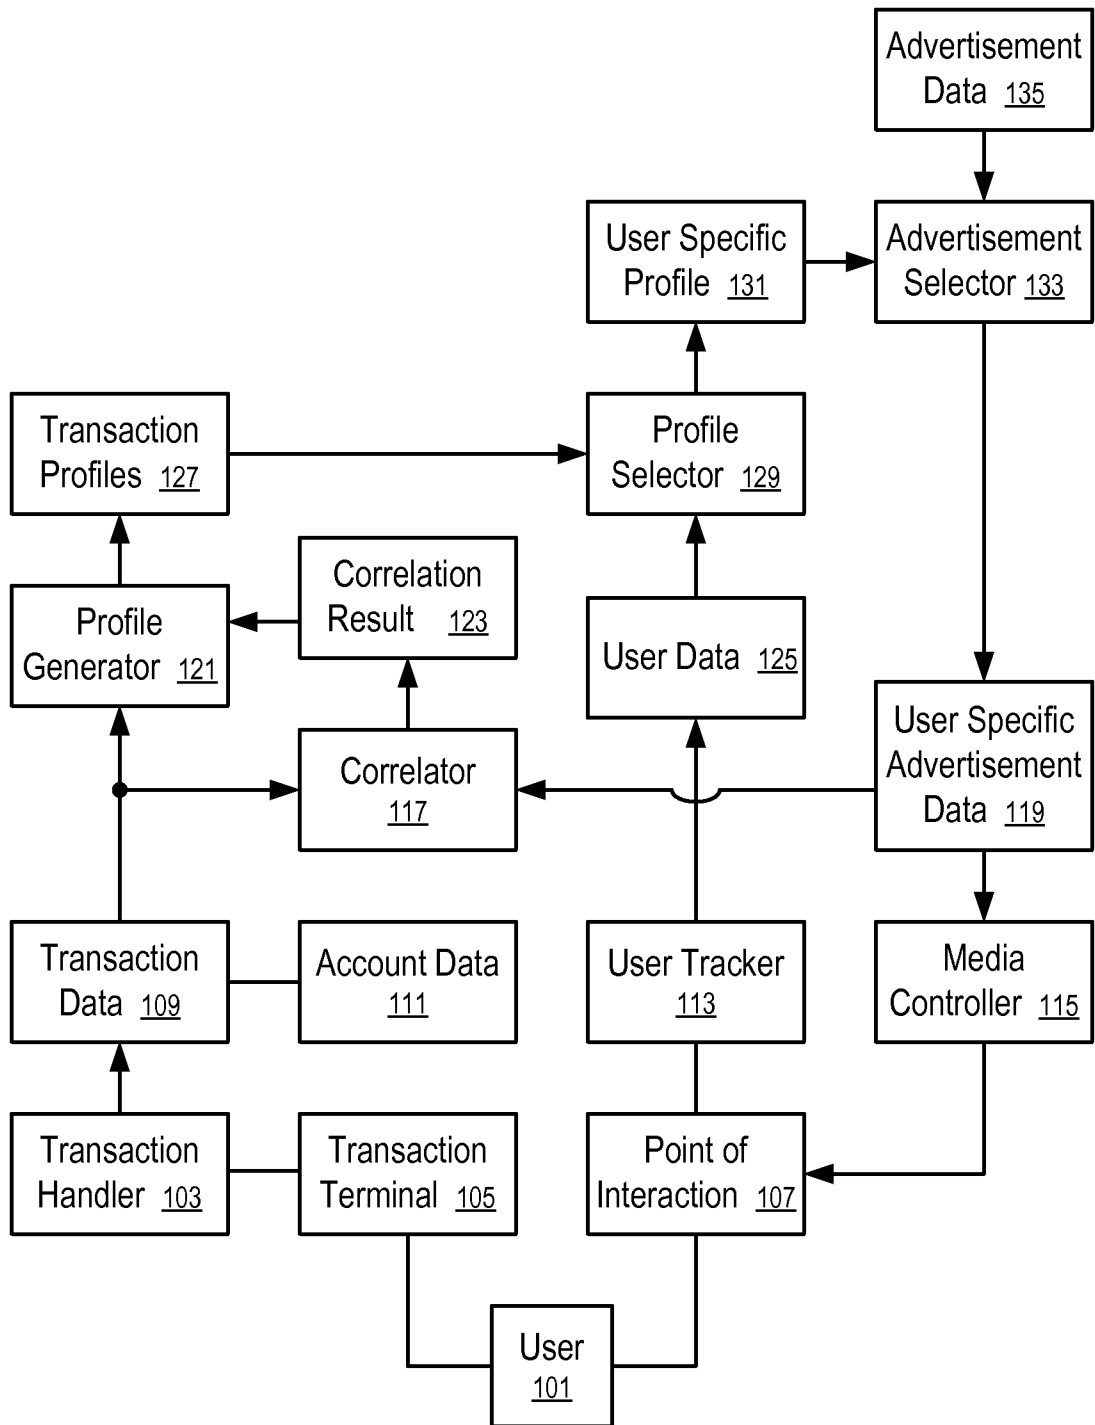 Advertisement
Data 135
User Specific
Profile 131
Advertisement
Selector 133
Transaction
Profiles 127
Profile
Selector 129
Profile
Generator 121
Correlation
Result 123
User Data 125
Correlator
117
User Specific
Advertisement
Data 119
Transaction
Data 109
Account Data
111
User Tracker
113
Media
Controller 115
Transaction
Handler 103
Transaction
Terminal 105
Point of
Interaction 107
User
101